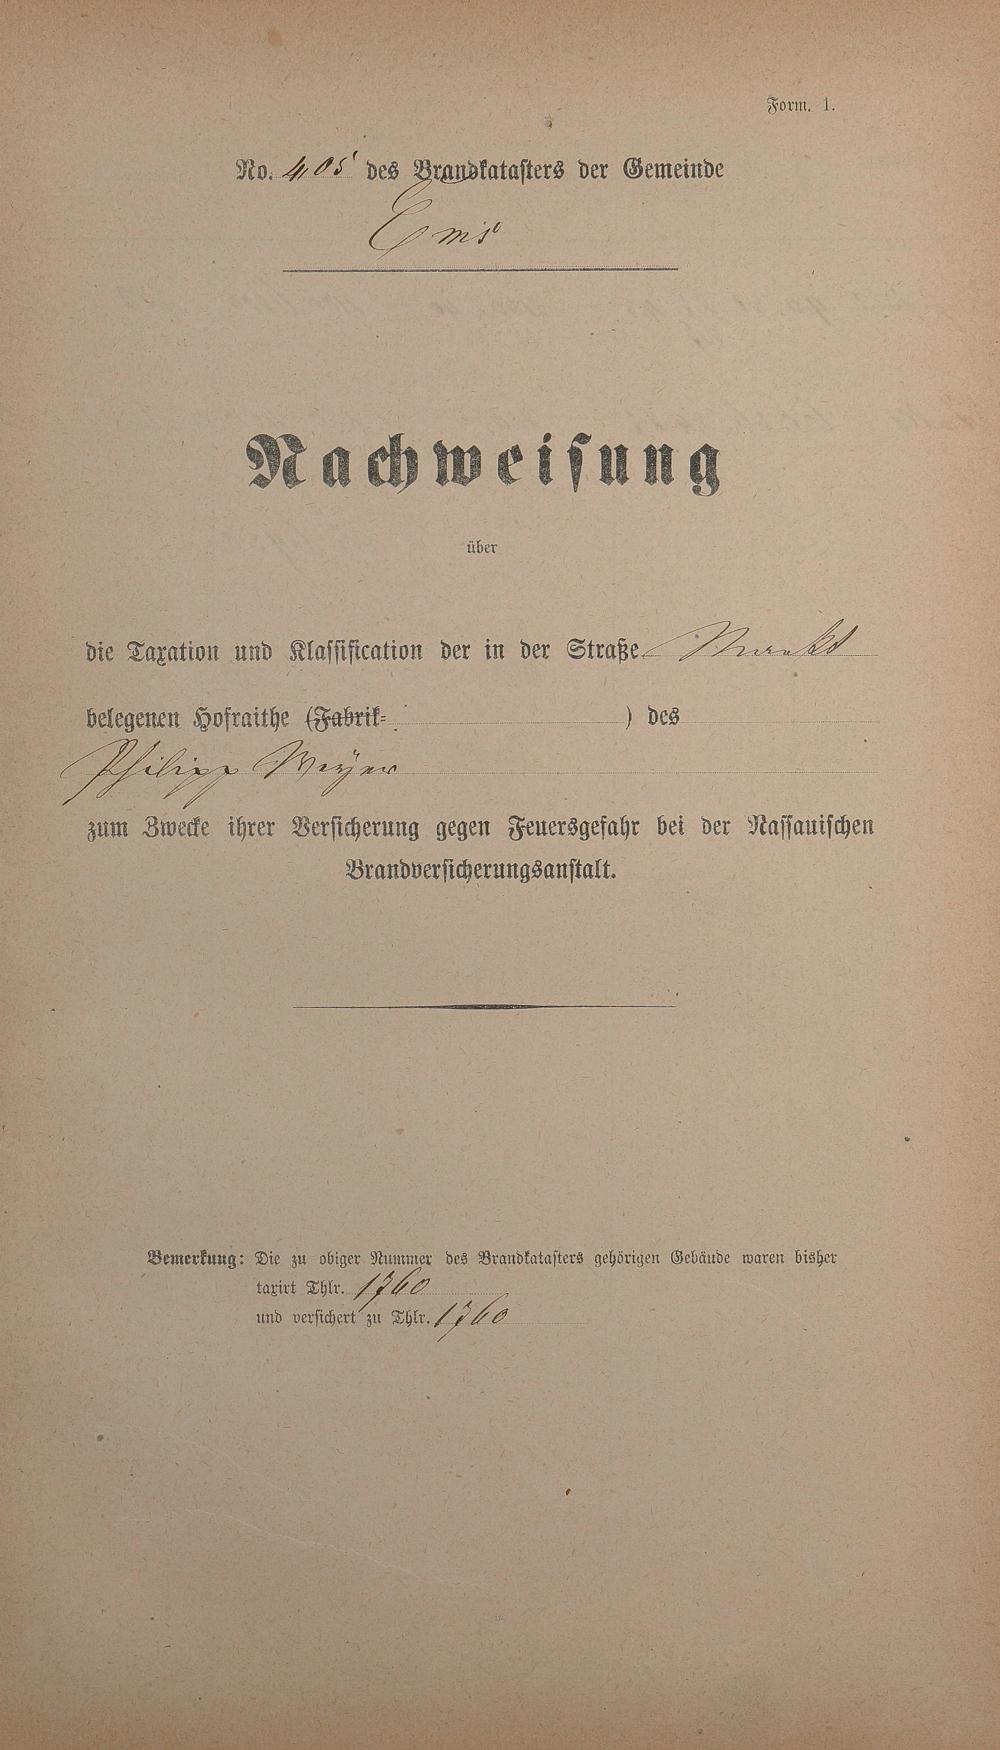 Form. 1.
No. 405 des Brandkatasters der Gemeinde
Ems
Nachweisung
über
die Taxation und Klassification der in der Straße Markt
belegenen Hofraithe (Fabrik- ) des
Philipp Meyer
zum Zwecke ihrer Versicherung gegen Feuersgefahr bei der Nassauischen
Brandversicherungsanstalt.
Bemerkung: Die zu obiger Nummer des Brandkatasters gehörigen Gebäude waren bisher
taxirt Thlr. 1760
und versichert zu Thlr. 1760